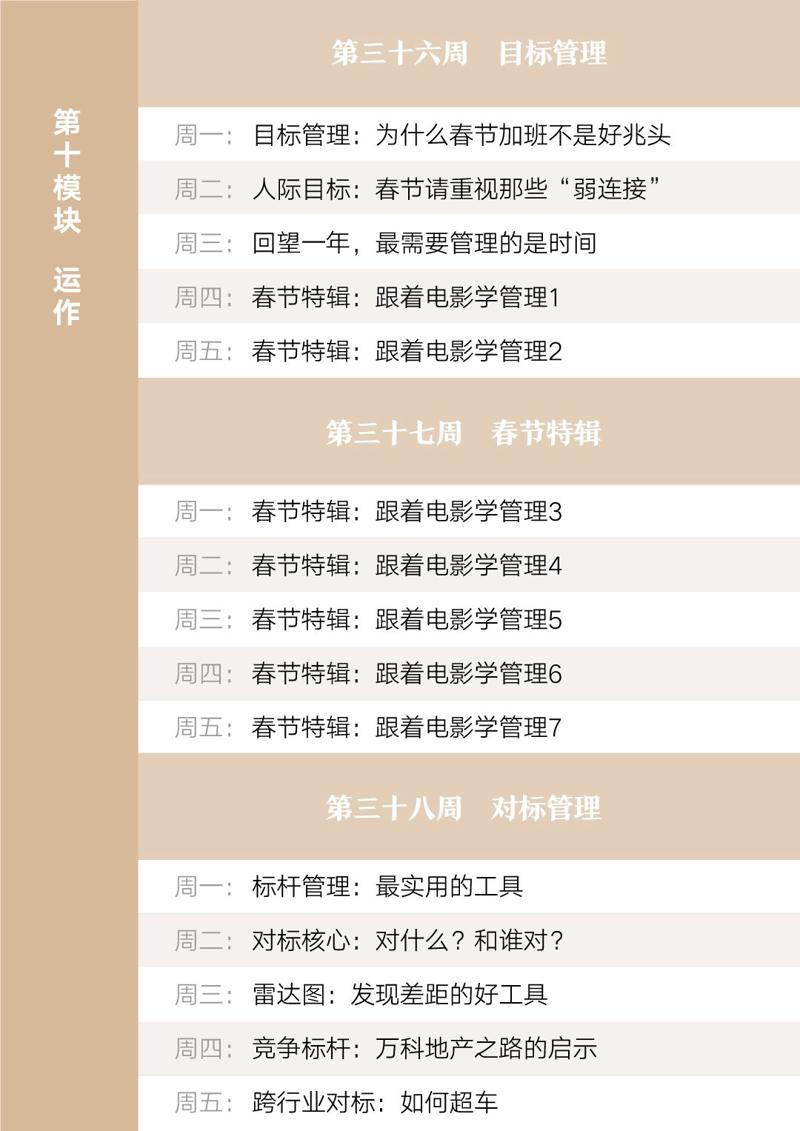 第十模块 运作
第三十六周 目标管理
周一：目标管理：为什么春节加班不是好兆头
周二：人际目标：春节请重视那些“弱连接”
周三：回望一年，最需要管理的是时间
周四：春节特辑：跟着电影学管理1
周五：春节特辑：跟着电影学管理2
第三十七周 春节特辑
周一：春节特辑：跟着电影学管理3
周二：春节特辑：跟着电影学管理4
周三：春节特辑：跟着电影学管理5
周四：春节特辑：跟着电影学管理6
周五：春节特辑：跟着电影学管理7
第三十八周 对标管理
周一：标杆管理：最实用的工具
周二：对标核心：对什么？和谁对？
周三：雷达图：发现差距的好工具
周四：竞争标杆：万科地产之路的启示
周五：跨行业对标：如何超车